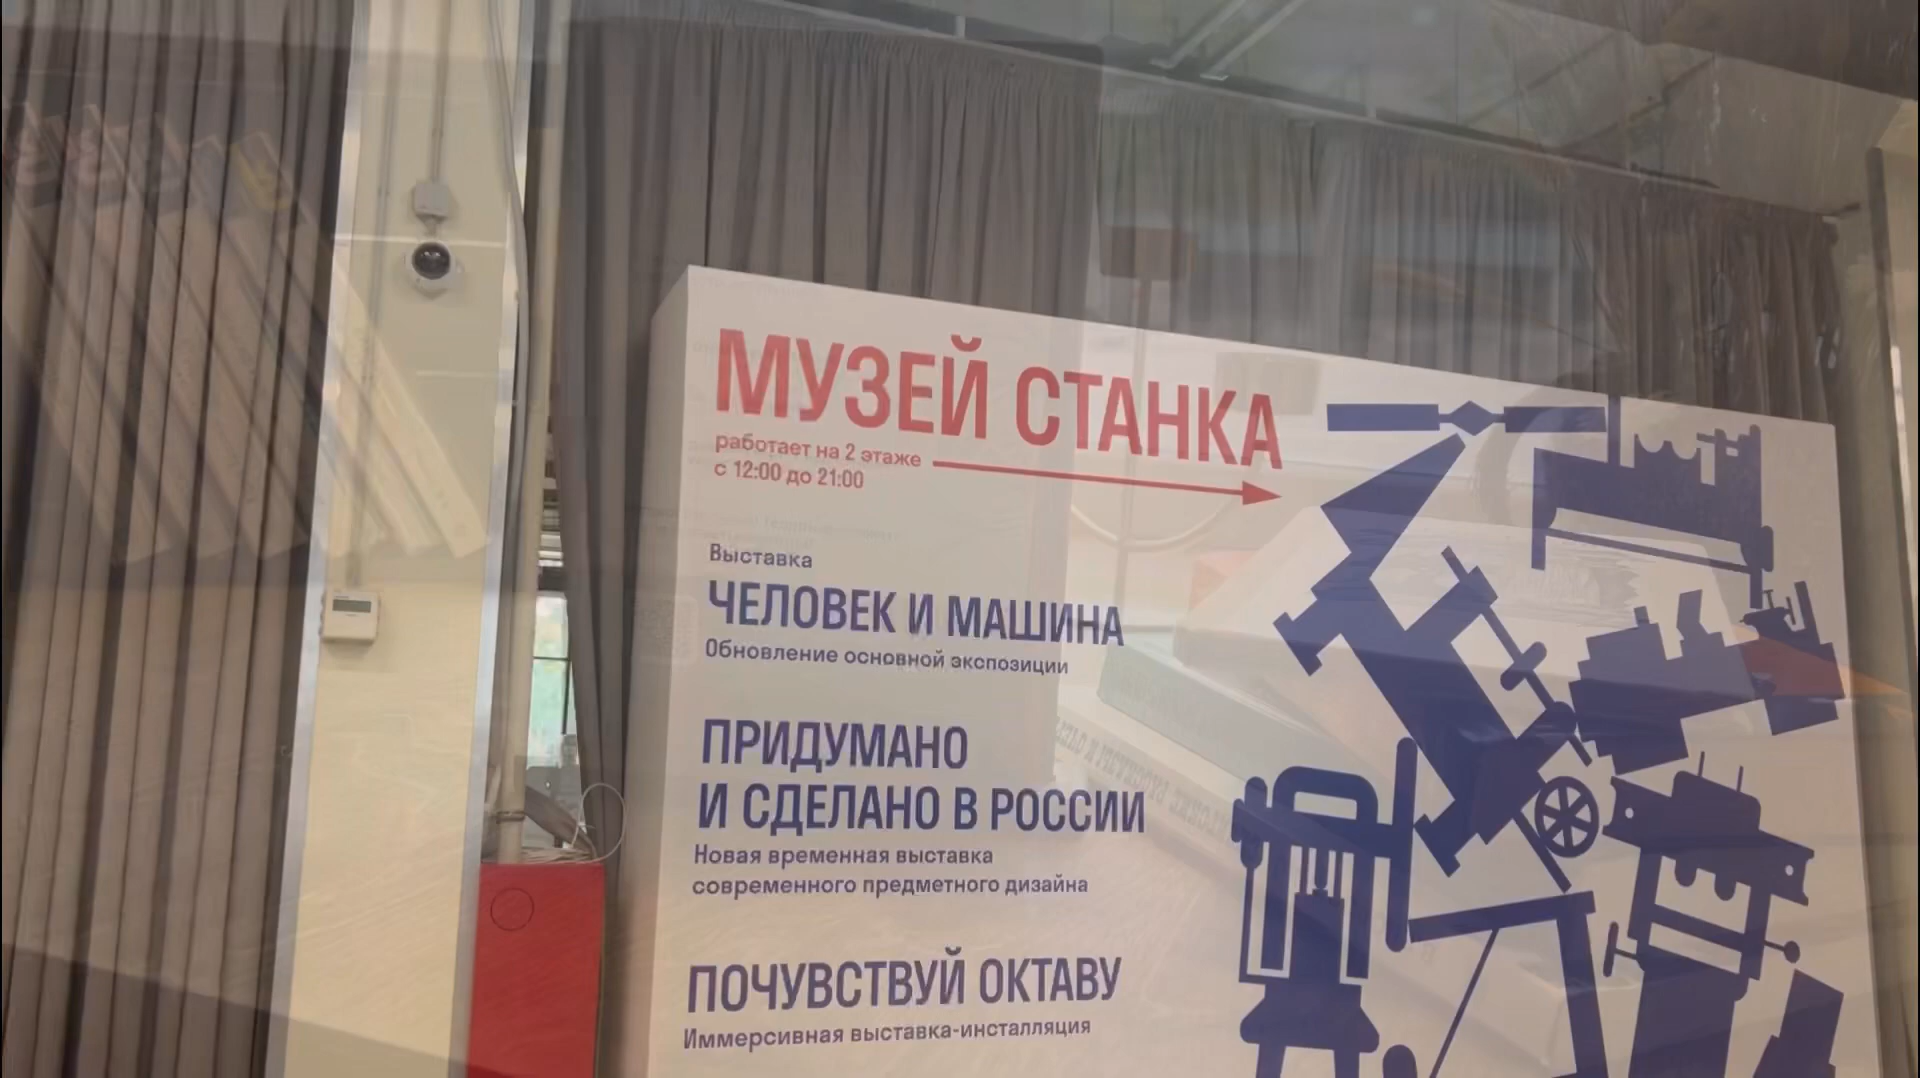 МУЗЕЙ СТАНКА
работает на 2 этаже
с 12:00 до 21:00
Выставка
ЧЕЛОВЕК И МАШИНА
Обновление основной экспозиции
ПРИДУМАНО
И СДЕЛАНО В РОССИИ
Новая временная выставка
современного предметного дизайна
ПОЧУВСТВУЙ ОКТАВУ
Иммерсивная выставка-инсталляция